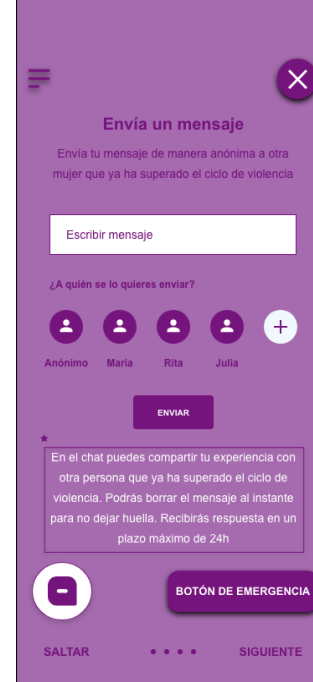 Envía un mensaje
Envía tu mensaje de manera anónima a otra
mujer que ya ha superado el ciclo de violencia
Escribir mensaje
¿A quién se lo quieres enviar?
Anónimo Maria Rita Julia
ENVIAR
En el chat puedes compartir tu experiencia con
otra persona que ya ha superado el ciclo de
violencia. Podrás borrar el mensaje al instante
para no dejar huella. Recibirás respuesta en un
plazo máximo de 24h
BOTÓN DE EMERGENCIA
SALTAR SIGUIENTE